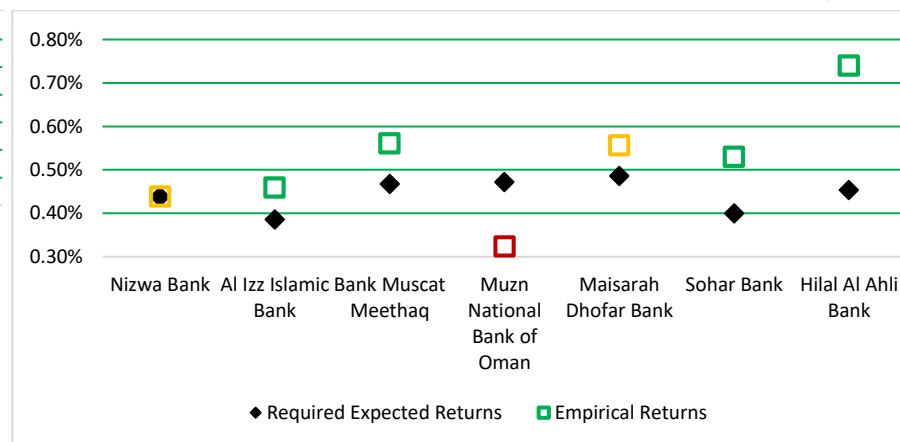 0.80%
0.70%
0.60%
0.50%
0.40%
0.30%
Nizwa Bank Al Izz Islamic Bank Muscat Muzn Maisarah Sohar Bank Hilal Al Ahli
Bank Meethaq National Dhofar Bank Bank
Bank of
Oman
Required Expected Returns Empirical Returns